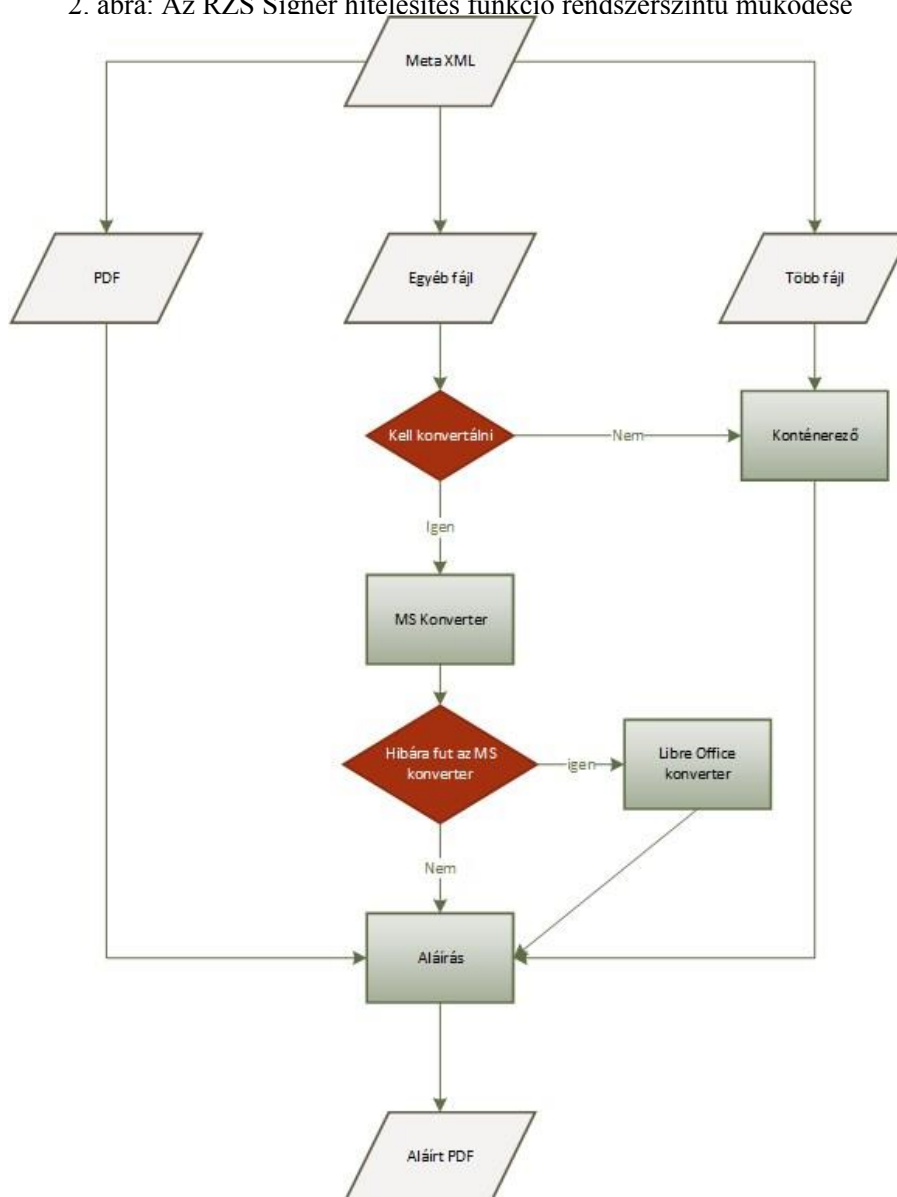 2. ábra: Az RZS Signer hitelesítés funkció rendszerszintű működése
Meta XML
PDF
Egyéb fájl
Több fájl
Kell konvertálni
Nem
Konténerező
Igen
MS Konverter
Hibára fut az MS
konverter
igen
Libre Office
konverter
Nem
Aláírás
Aláírt PDF